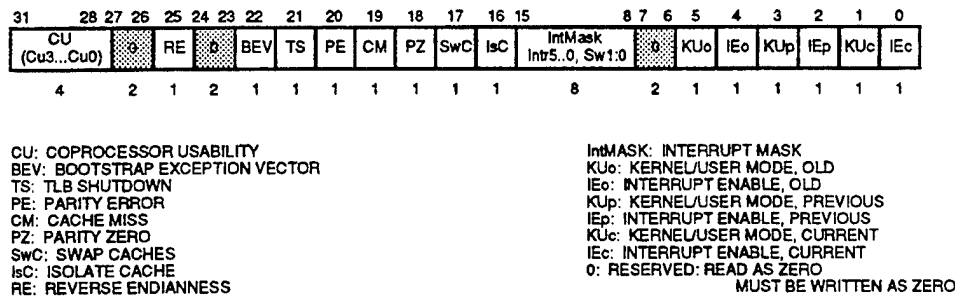 31 28 27 26 25 24 23 22 21 20 19 18 17 16 15 8 7 6 5 4 3 2 1 0
CU (Cu3...Cu0) 0 RE 0 BEV TS PE CM PZ SwC IsC IntMask Intr5..0, Sw1:0 0 KUo IEo KUp IEp KUc IEc
4 2 1 2 1 1 1 1 1 1 1 8 2 1 1 1 1 1 1
CU: COPROCESSOR USABILITY
BEV: BOOTSTRAP EXCEPTION VECTOR
TS: TLB SHUTDOWN
PE: PARITY ERROR
CM: CACHE MISS
PZ: PARITY ZERO
SwC: SWAP CACHES
IsC: ISOLATE CACHE
RE: REVERSE ENDIANNESS
IntMASK: INTERRUPT MASK
KUo: KERNEL/USER MODE, OLD
IEo: INTERRUPT ENABLE, OLD
KUp: KERNEL/USER MODE, PREVIOUS
IEp: INTERRUPT ENABLE, PREVIOUS
KUc: KERNEL/USER MODE, CURRENT
IEc: INTERRUPT ENABLE, CURRENT
0: RESERVED: READ AS ZERO
MUST BE WRITTEN AS ZERO